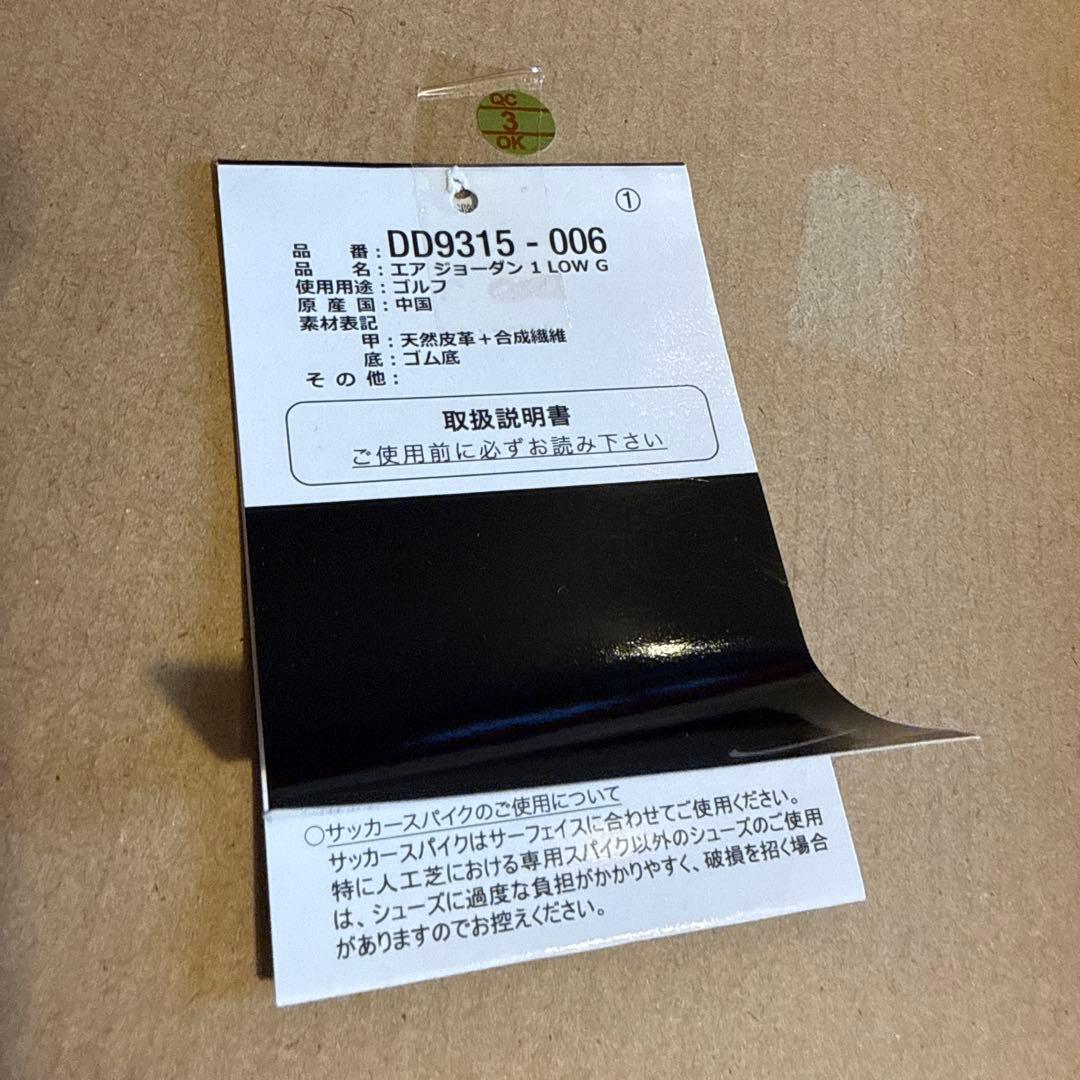 QC
3
OK
①
品 番：DD9315 - 006
品 名：エア ジョーダン 1 LOW G
使用用途：ゴルフ
原 産 国：中国
素材表記
甲：天然皮革＋合成繊維
底：ゴム底
そ の 他：
取扱説明書
ご使用前に必ずお読み下さい
○サッカースパイクのご使用について
サッカースパイクはサーフェイスに合わせてご使用ください。
特に人工芝における専用スパイク以外のシューズのご使用
は、シューズに過度な負担がかかりやすく、破損を招く場合
がありますのでお控えください。